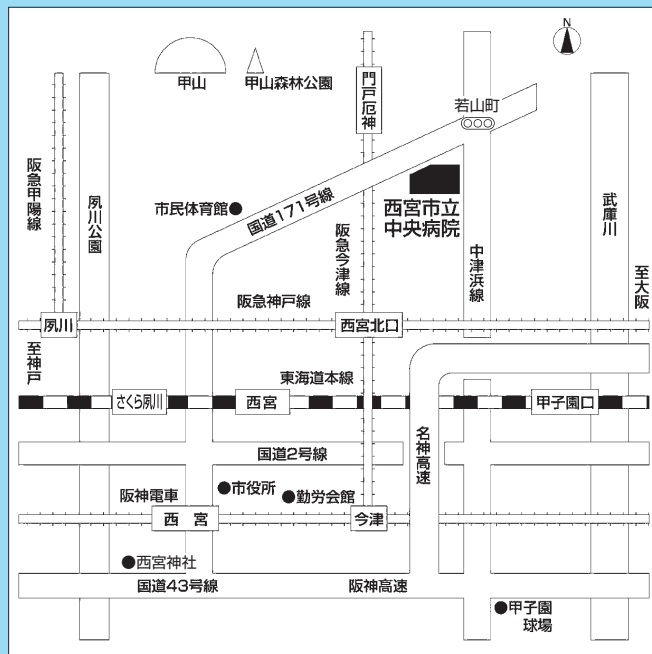 N
甲山
甲山森林公園
門戸厄神
若山町
阪急甲陽線
夙川公園
市民体育館
国道171号線
西宮市立
中央病院
武庫川
阪急今津線
中津浜線
至大阪
阪急神戸線
夙川
西宮北口
至神戸
東海道本線
さくら夙川
西宮
甲子園口
名神高速
国道2号線
市役所
阪神電車
勤労会館
西宮
今津
西宮神社
国道43号線
阪神高速
甲子園
球場